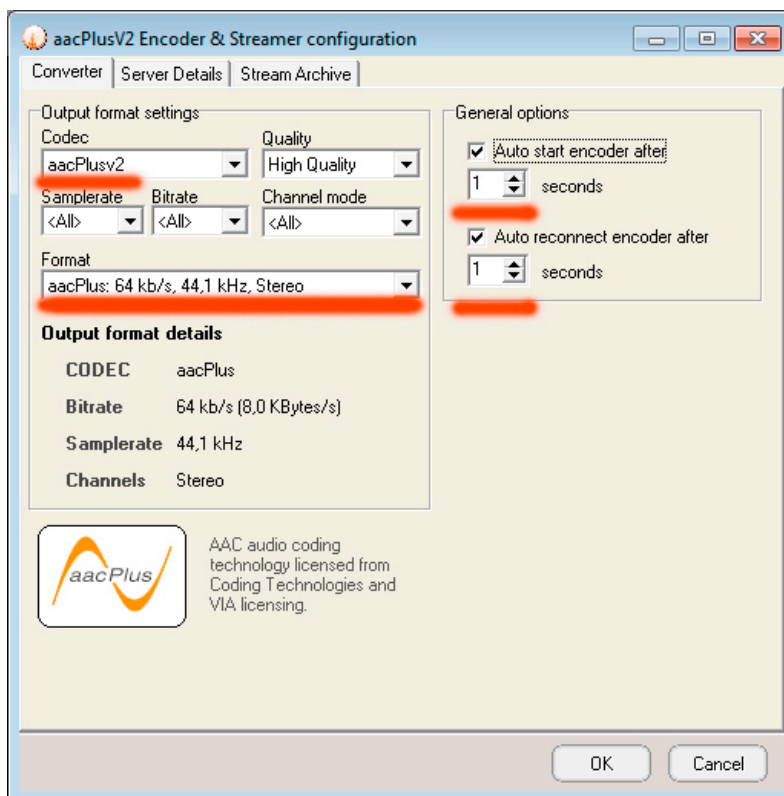 aacPlusV2 Encoder & Streamer configuration
Converter Server Details Stream Archive
Output format settings
Codec Quality
aacPlusv2 High Quality
Samplerate Bitrate Channel mode
<All> <All> <All>
Format
aacPlus: 64 kb/s, 44,1 kHz, Stereo
Output format details
CODEC aacPlus
Bitrate 64 kb/s (8,0 KBytes/s)
Samplerate 44,1 kHz
Channels Stereo
aacPlus
AAC audio coding
technology licensed from
Coding Technologies and
VIA licensing.
General options
Auto start encoder after
1 seconds
Auto reconnect encoder after
1 seconds
OK Cancel